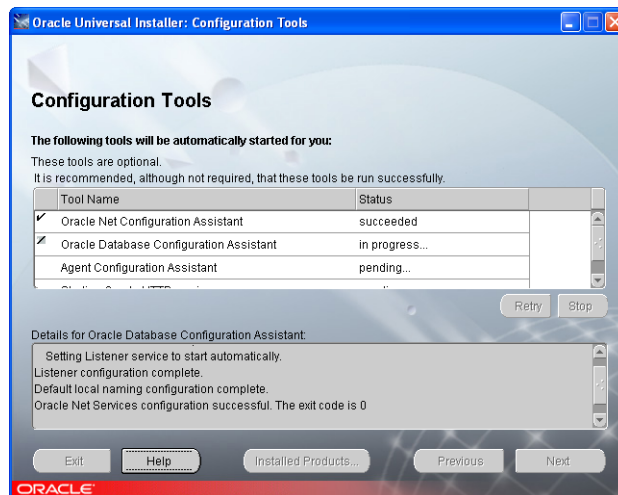 Oracle Universal Installer: Configuration Tools
Configuration Tools
The following tools will be automatically started for you:
These tools are optional.
It is recommended, although not required, that these tools be run successfully.
Tool Name Status
Oracle Net Configuration Assistant succeeded
Oracle Database Configuration Assistant in progress...
Agent Configuration Assistant pending...
Retry Stop
Details for Oracle Database Configuration Assistant:
Setting Listener service to start automatically.
Listener configuration complete.
Default local naming configuration complete.
Oracle Net Services configuration successful. The exit code is 0
Exit Help Installed Products... Previous Next
ORACLE